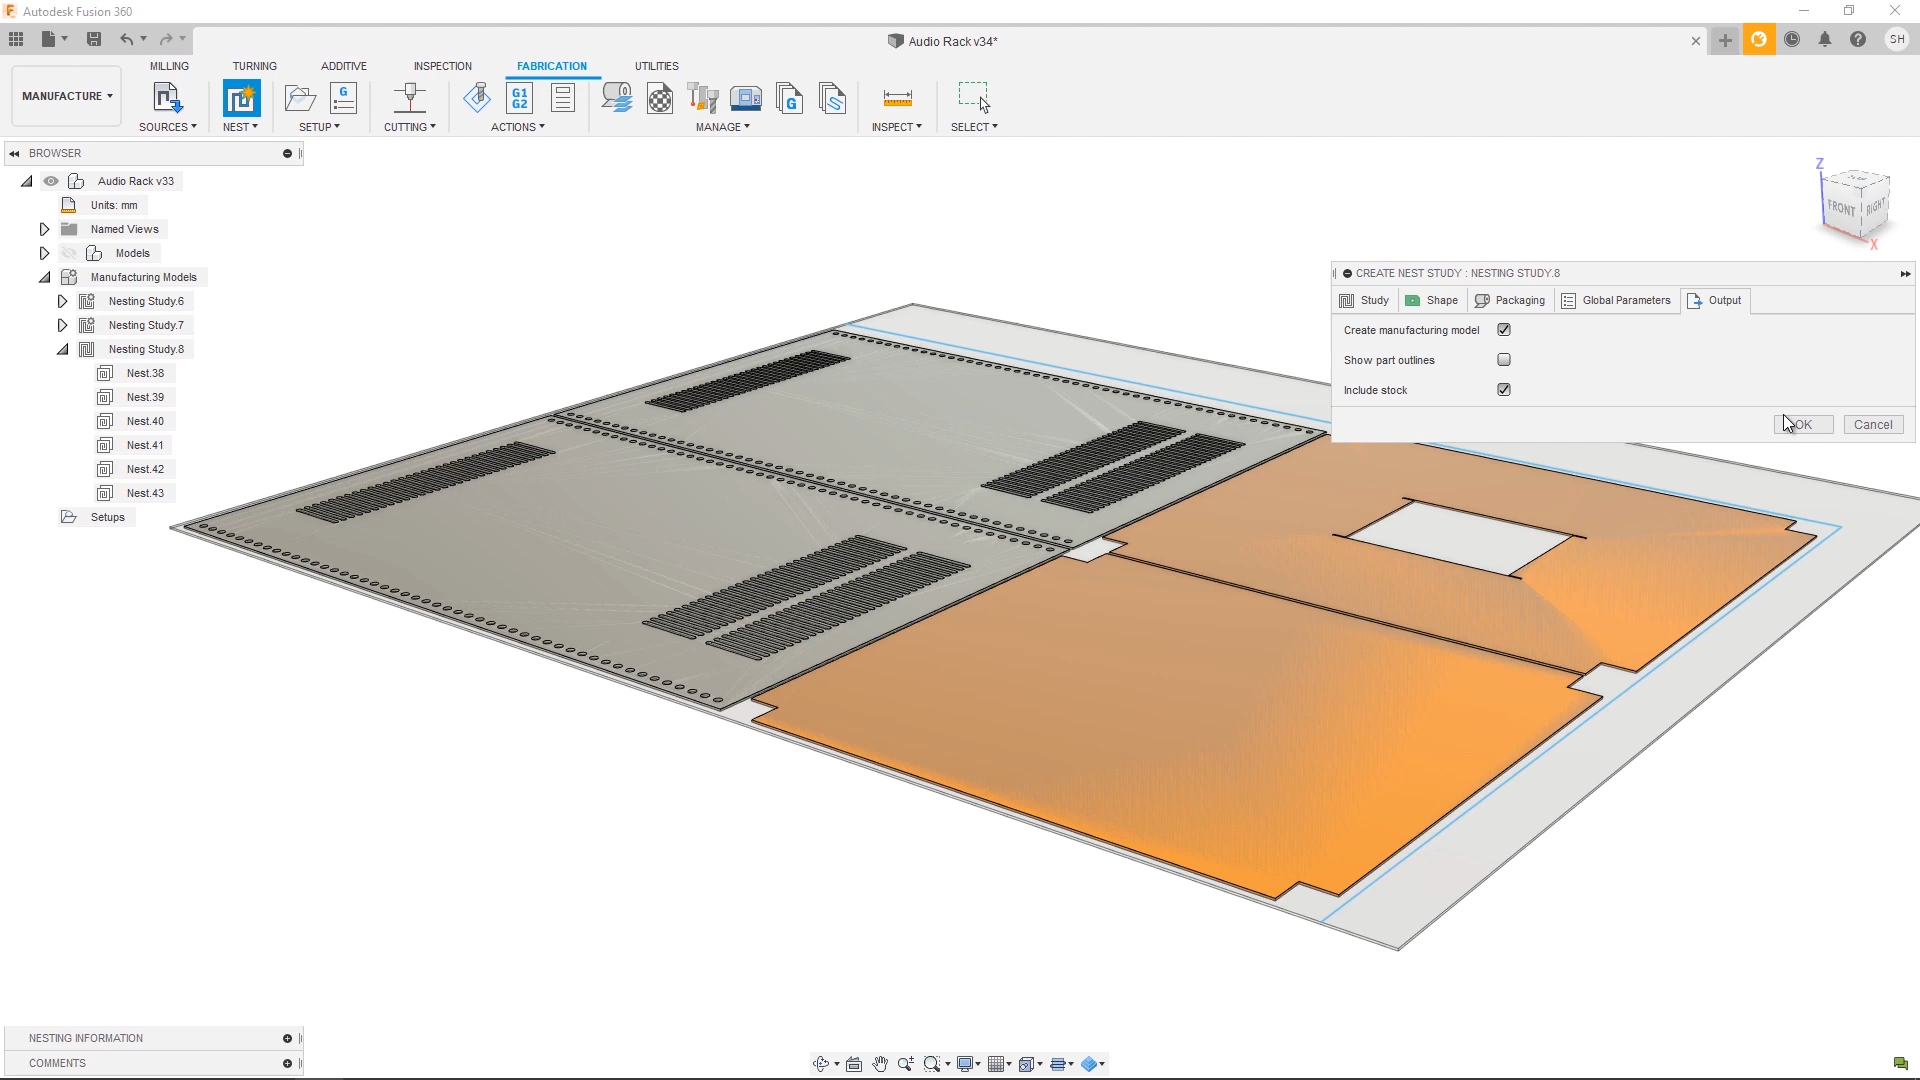 Autodesk Fusion 360
Audio Rack v34*
SH
MILLING TURNING ADDITIVE INSPECTION FABRICATION UTILITIES
MANUFACTURE
G1
G2
G
SOURCES NEST SETUP CUTTING ACTIONS MANAGE INSPECT SELECT
BROWSER
Audio Rack v33
Units: mm
Named Views
Models
Manufacturing Models
Nesting Study.6
Nesting Study.7
Nesting Study.8
Nest.38
Nest.39
Nest.40
Nest.41
Nest.42
Nest.43
Setups
Z
FRONT RIGHT
X
CREATE NEST STUDY : NESTING STUDY.8
Study Shape Packaging Global Parameters Output
Create manufacturing model
Show part outlines
Include stock
OK Cancel
NESTING INFORMATION
COMMENTS